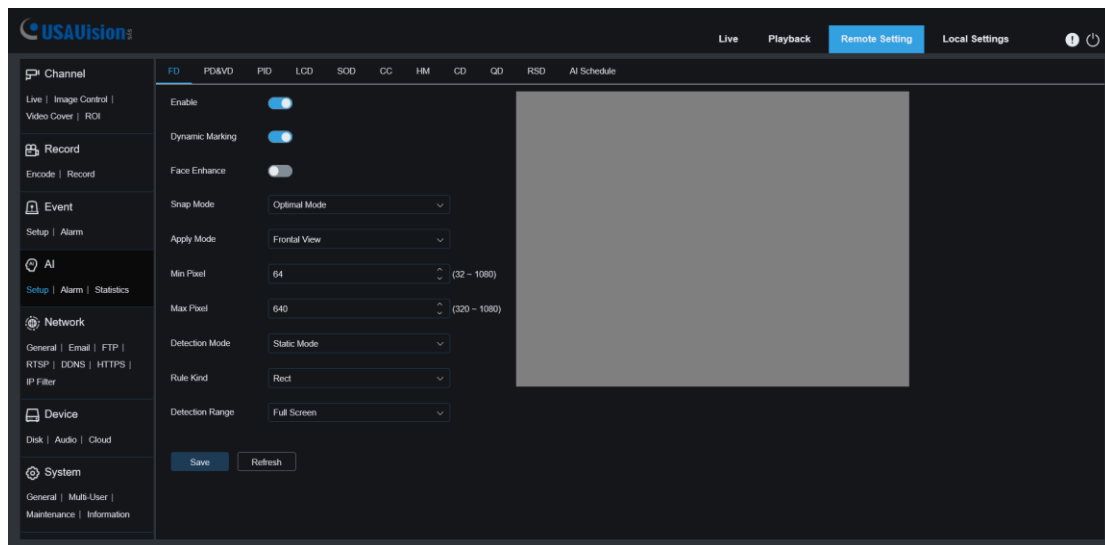 USAVision
Live Playback Remote Setting Local Settings
Channel
Live | Image Control |
Video Cover | ROI
Record
Encode | Record
Event
Setup | Alarm
AI
Setup | Alarm | Statistics
Network
General | Email | FTP |
RTSP | DDNS | HTTPS |
IP Filter
Device
Disk | Audio | Cloud
System
General | Multi-User |
Maintenance | Information
FD PD&VD PID LCD SOD CC HM CD QD RSD AI Schedule
Enable
Dynamic Marking
Face Enhance
Snap Mode Optimal Mode
Apply Mode Frontal View
Min Pixel 64 (32 ~ 1080)
Max Pixel 640 (320 ~ 1080)
Detection Mode Static Mode
Rule Kind Rect
Detection Range Full Screen
Save Refresh